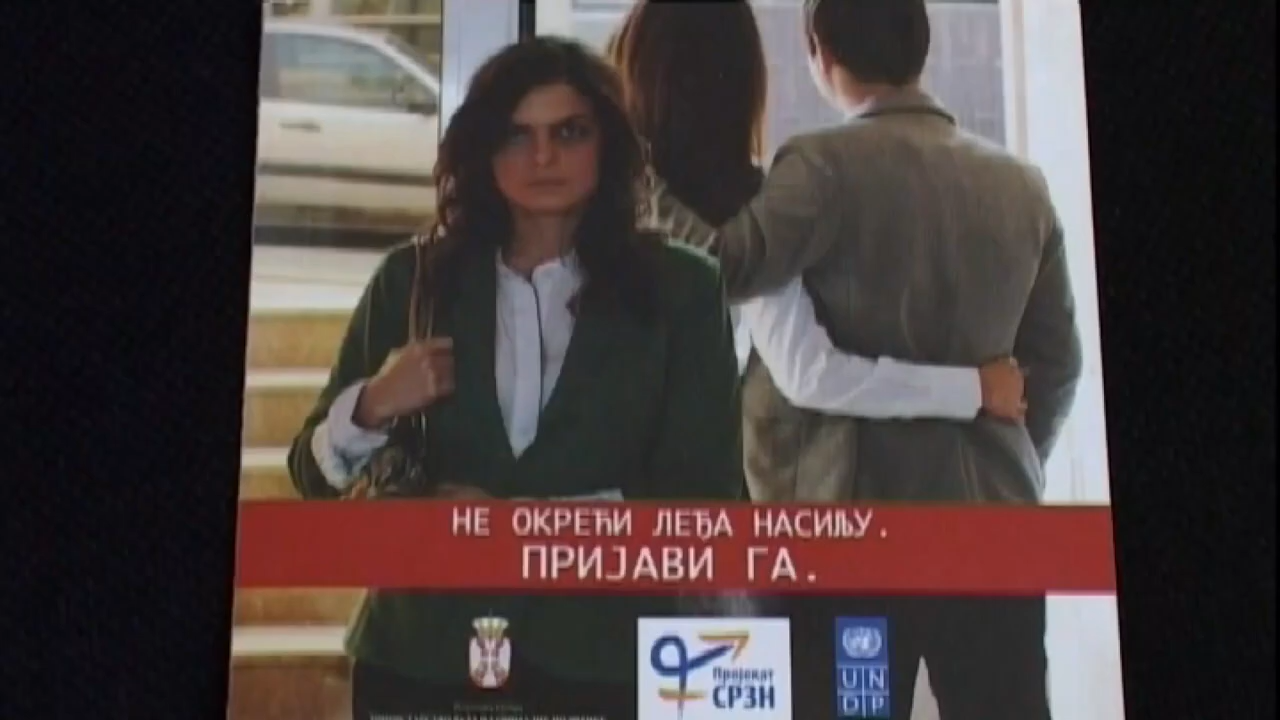 НЕ ОКРЕЋИ ЛЕЂА НАСИЉУ.
ПРИЈАВИ ГА.
Пројекат
СРЗН
UN
DP